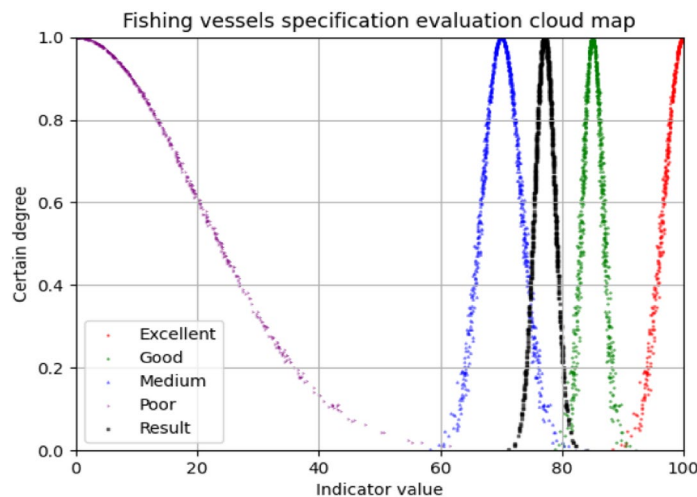 Fishing vessels specification evaluation cloud map
1.0
0.8
0.6
0.4
0.2
0.0
Certain degree
Excellent
Good
Medium
Poor
Result
0 20 40 60 80 100
Indicator value